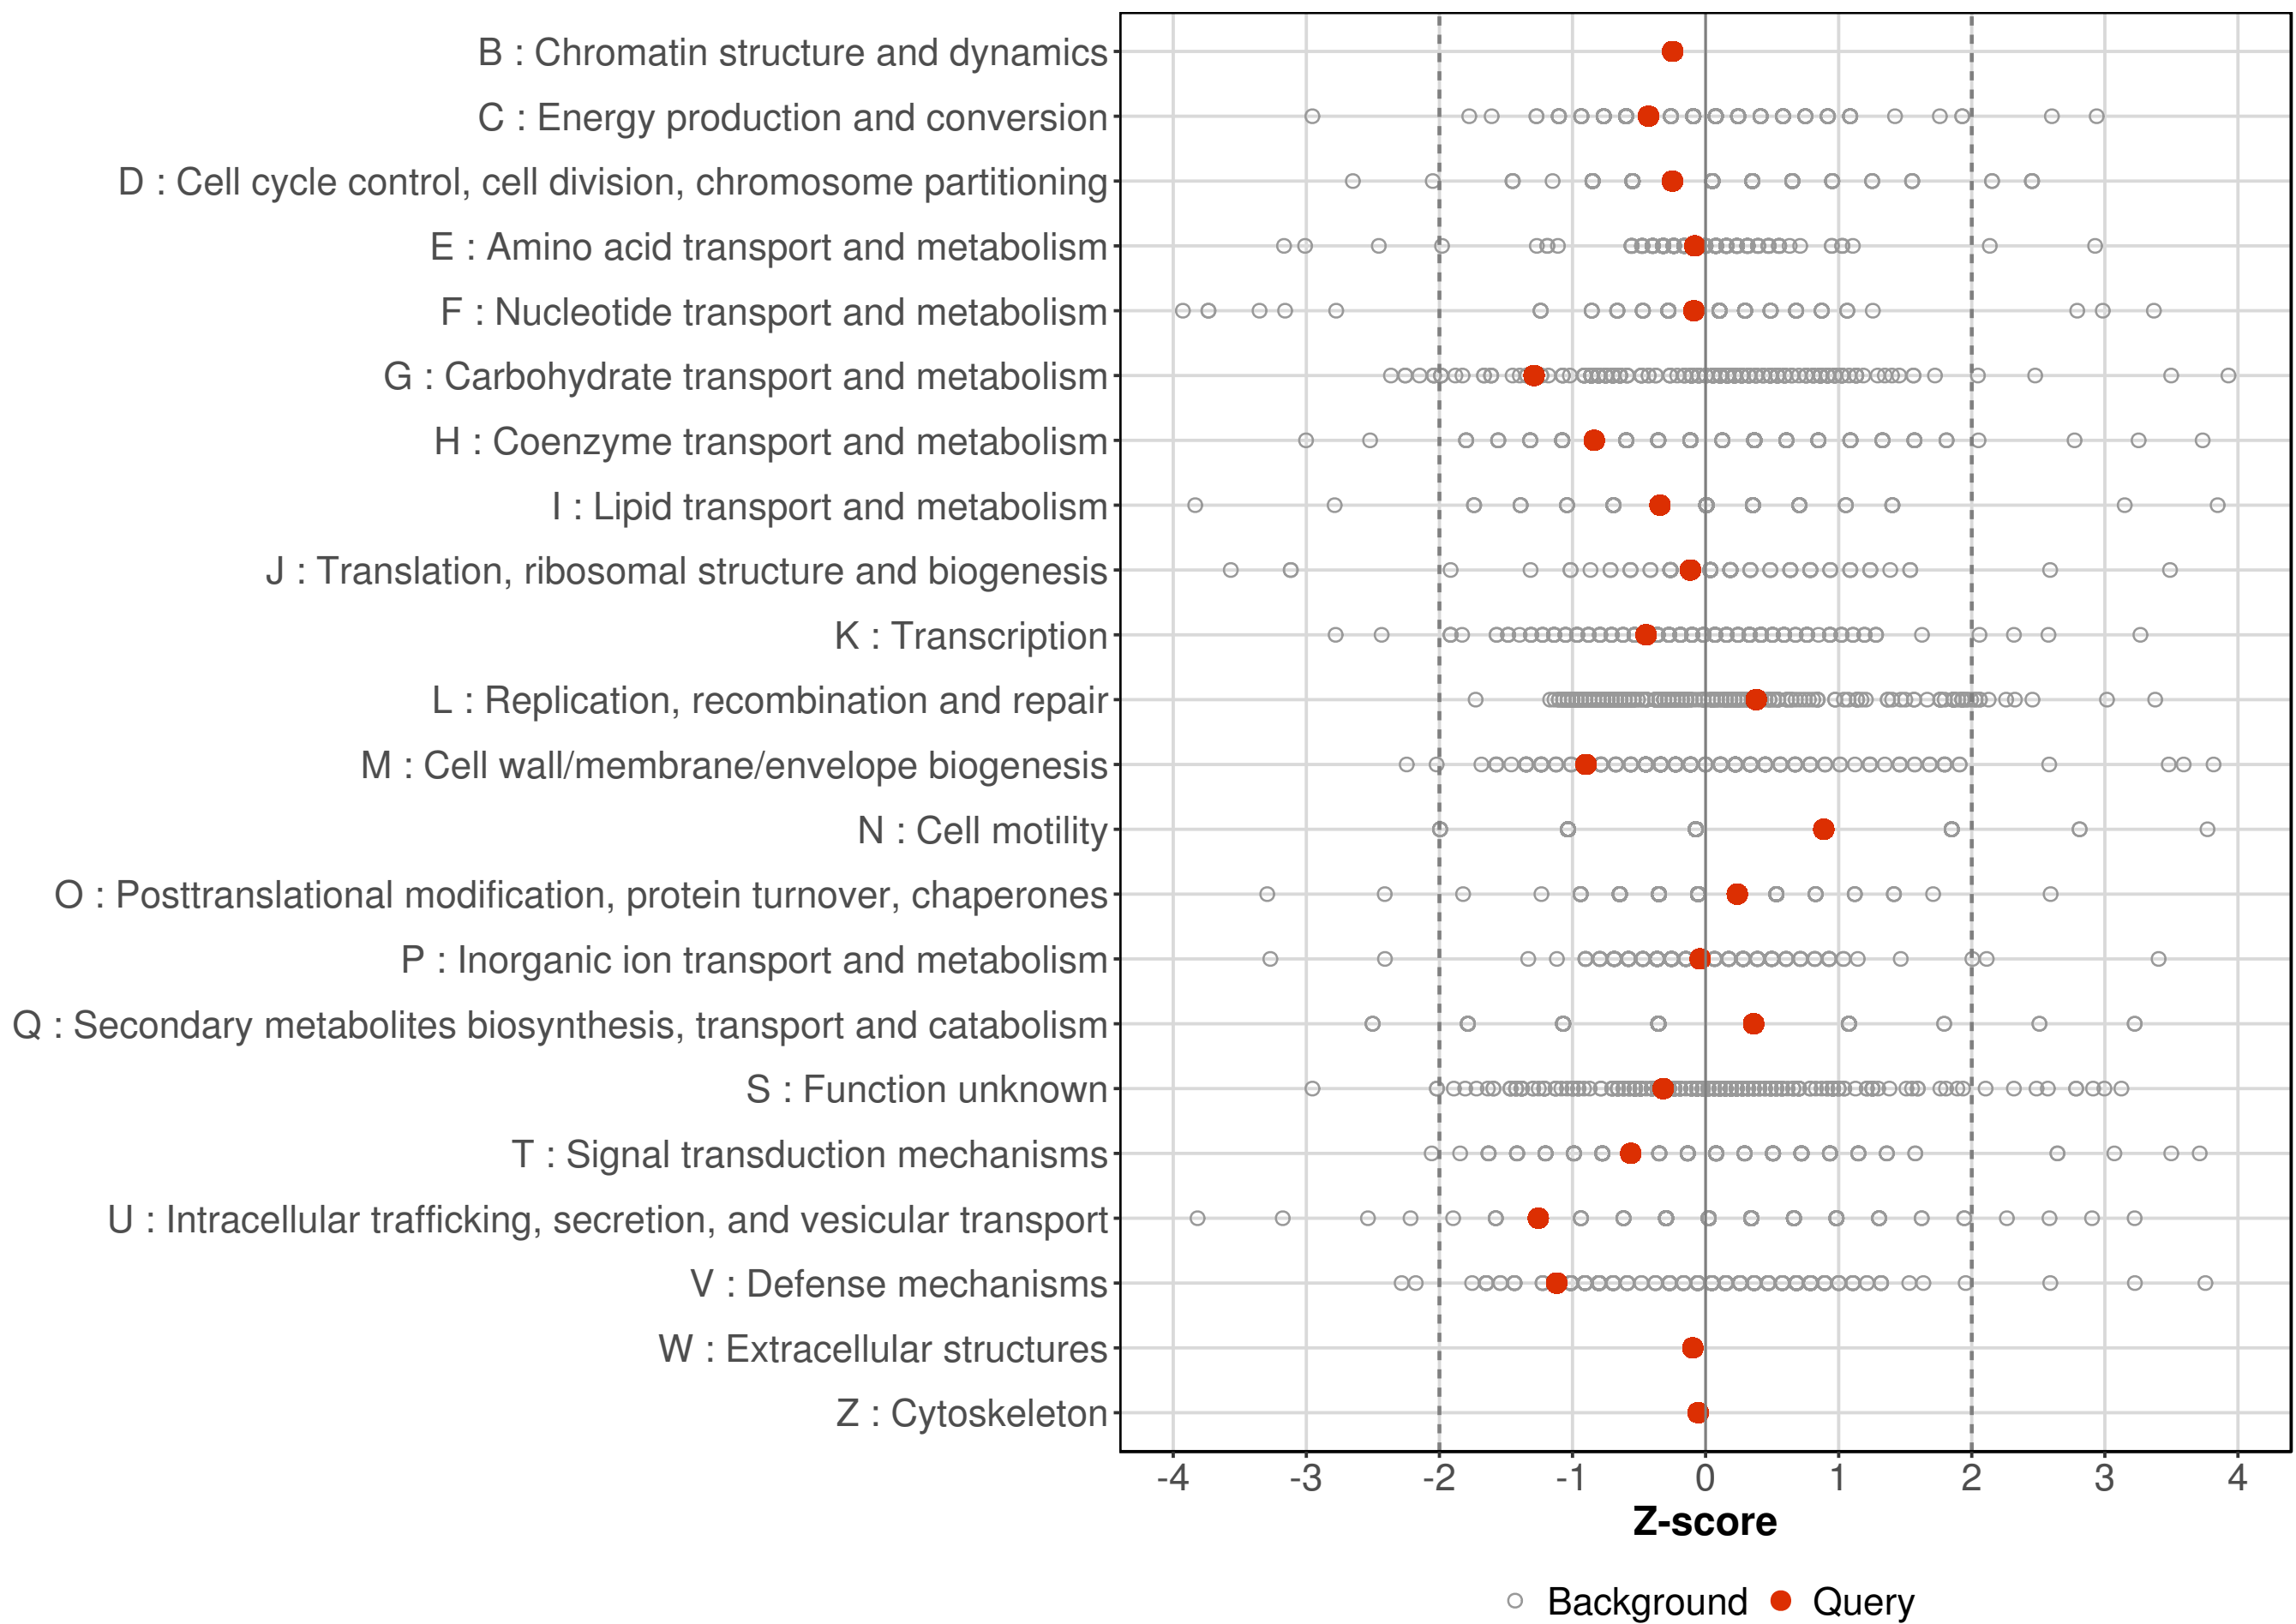 B : Chromatin structure and dynamics
C : Energy production and conversion
D : Cell cycle control, cell division, chromosome partitioning
E : Amino acid transport and metabolism
F : Nucleotide transport and metabolism
G : Carbohydrate transport and metabolism
H : Coenzyme transport and metabolism
I : Lipid transport and metabolism
J : Translation, ribosomal structure and biogenesis
K : Transcription
L : Replication, recombination and repair
M : Cell wall/membrane/envelope biogenesis
N : Cell motility
O : Posttranslational modification, protein turnover, chaperones
P : Inorganic ion transport and metabolism
Q : Secondary metabolites biosynthesis, transport and catabolism
S : Function unknown
T : Signal transduction mechanisms
U : Intracellular trafficking, secretion, and vesicular transport
V : Defense mechanisms
W : Extracellular structures
Z : Cytoskeleton
-4 -3 -2 -1 0 1 2 3 4
Z-score
Background Query